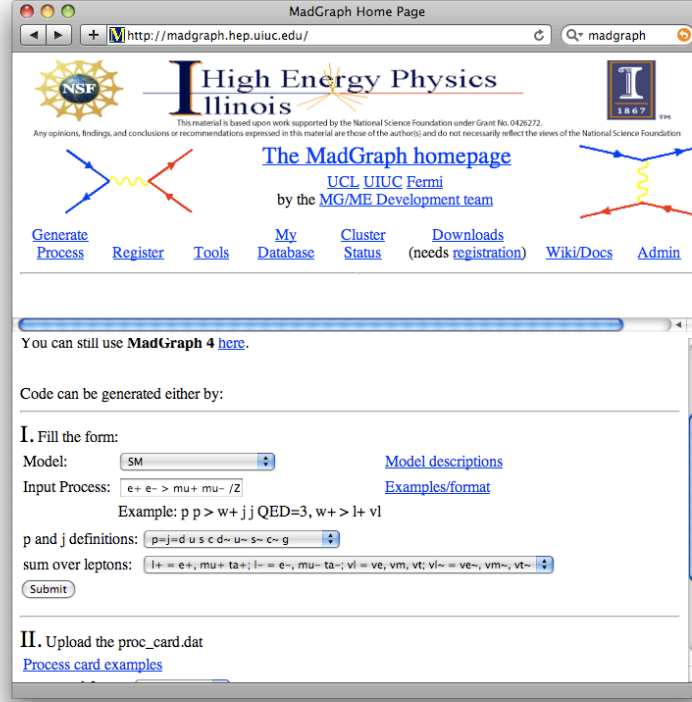 MadGraph Home Page
http://madgraph.hep.uiuc.edu/
madgraph
NSF
High Energy Physics
Illinois
1867
TM
This material is based upon work supported by the National Science Foundation under Grant No. 0426272.
Any opinions, findings, and conclusions or recommendations expressed in this material are those of the author(s) and do not necessarily reflect the views of the National Science Foundation
The MadGraph homepage
UCL UIUC Fermi
by the MG/ME Development team
Generate Process
Register
Tools
My Database
Cluster Status
Downloads
(needs registration)
Wiki/Docs
Admin
You can still use MadGraph 4 here.
Code can be generated either by:
I. Fill the form:
Model: SM Model descriptions
Input Process: e+ e- > mu+ mu- /Z Examples/format
Example: p p > w+ j j QED=3, w+ > l+ vl
p and j definitions: p=j=d u s c d~ u~ s~ c~ g
sum over leptons: l+ = e+, mu+ ta+; l- = e-, mu- ta-; vl = ve, vm, vt; vl~ = ve~, vm~, vt~
Submit
II. Upload the proc_card.dat
Process card examples